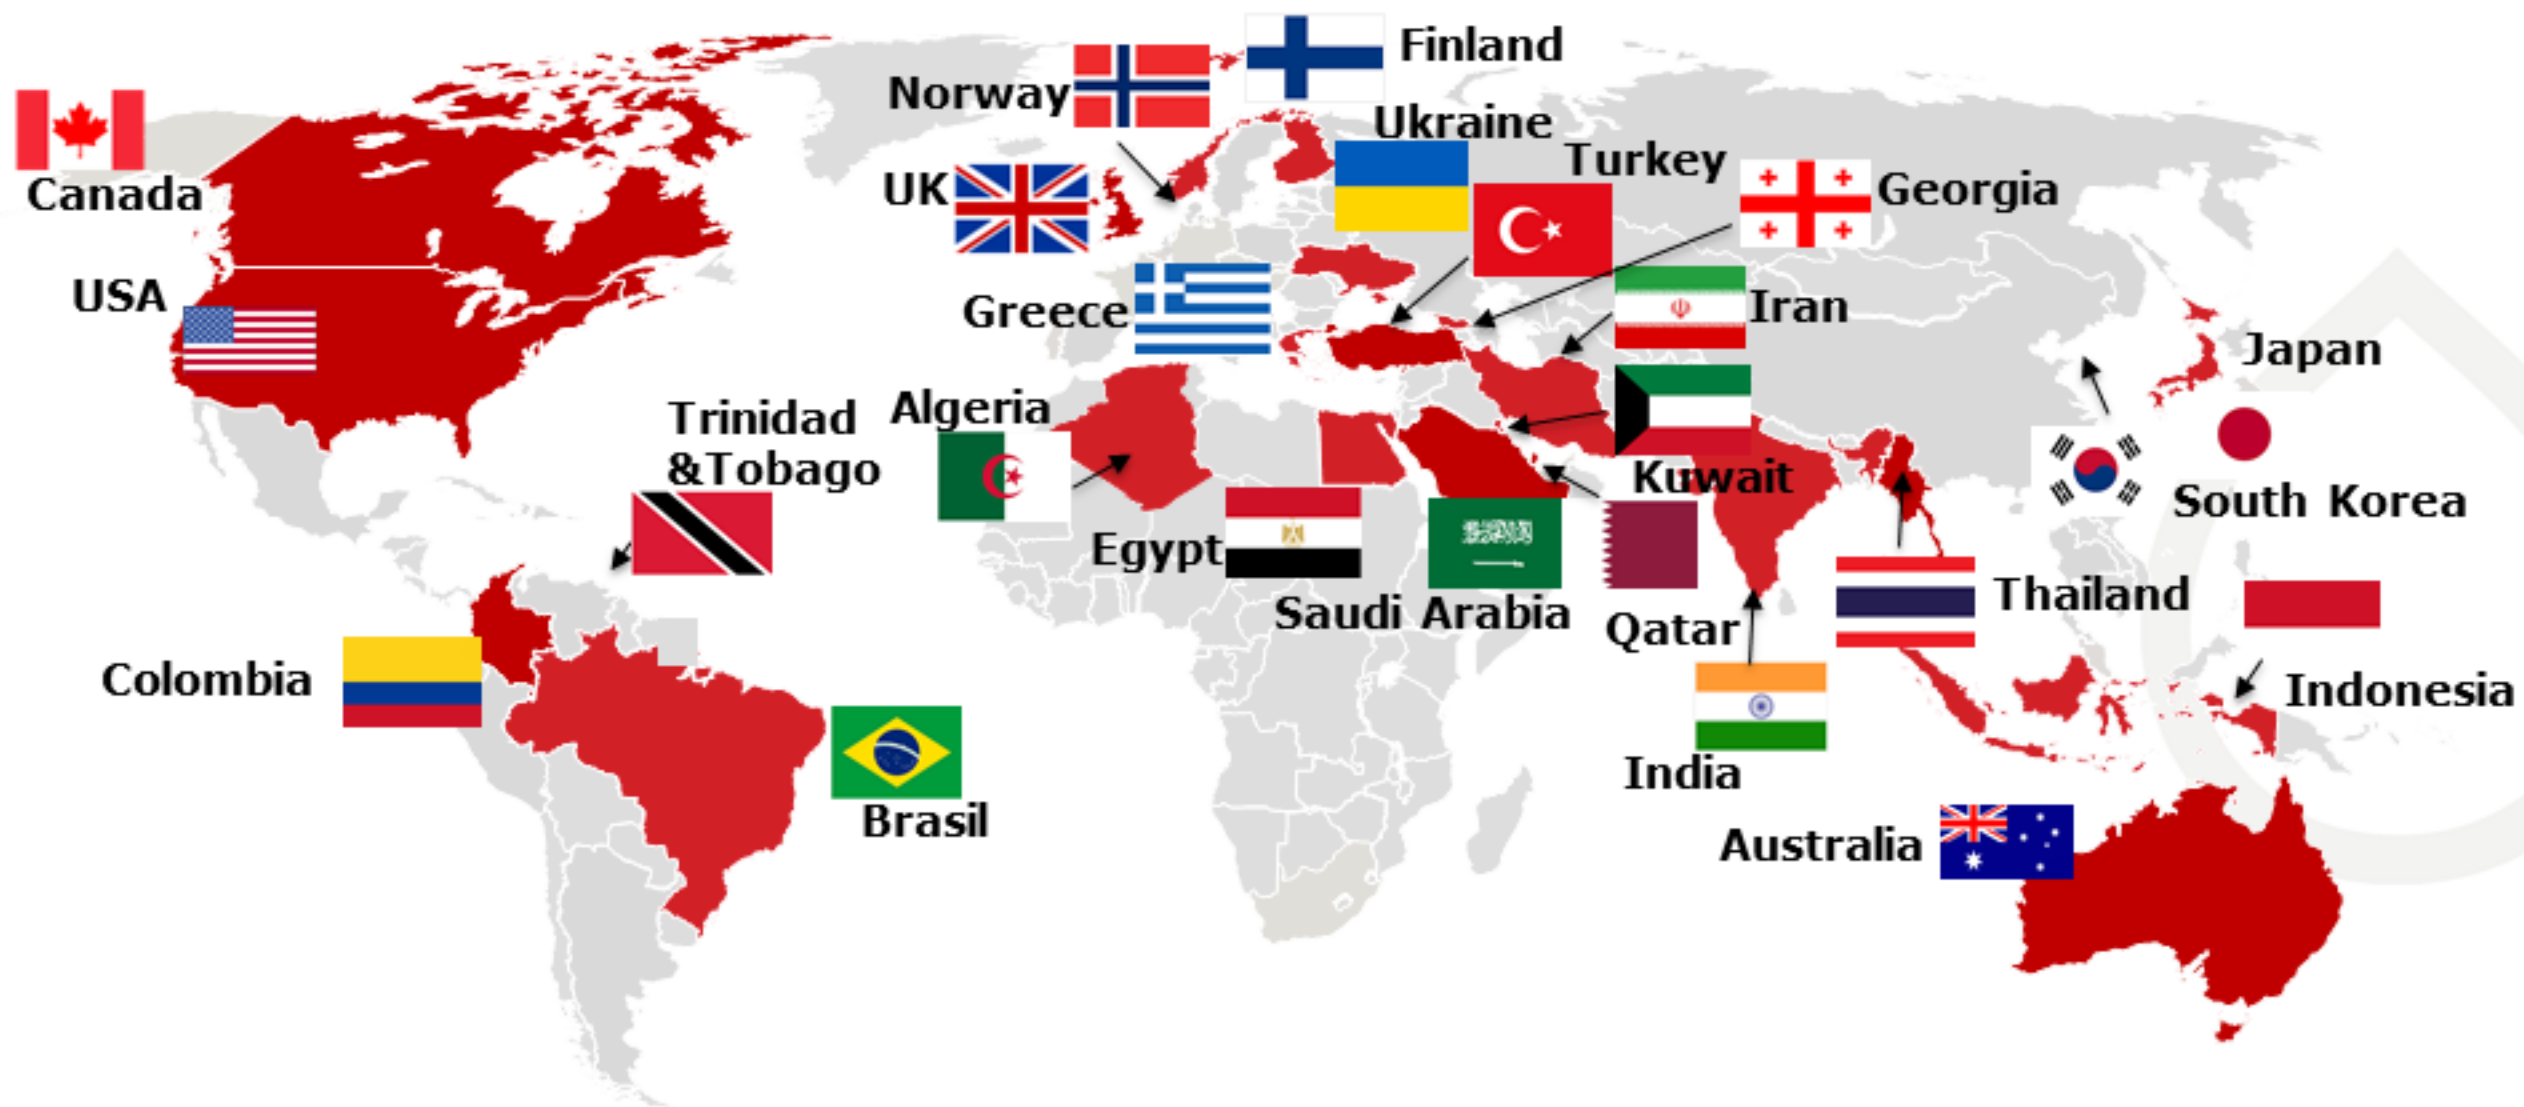 Finland
Norway
Ukraine
Turkey
Canada
UK
Georgia
USA
Greece
Iran
Japan
Trinidad
&Tobago
Algeria
Kuwait
South Korea
Egypt
Saudi Arabia
Qatar
Thailand
Colombia
Indonesia
India
Brasil
Australia